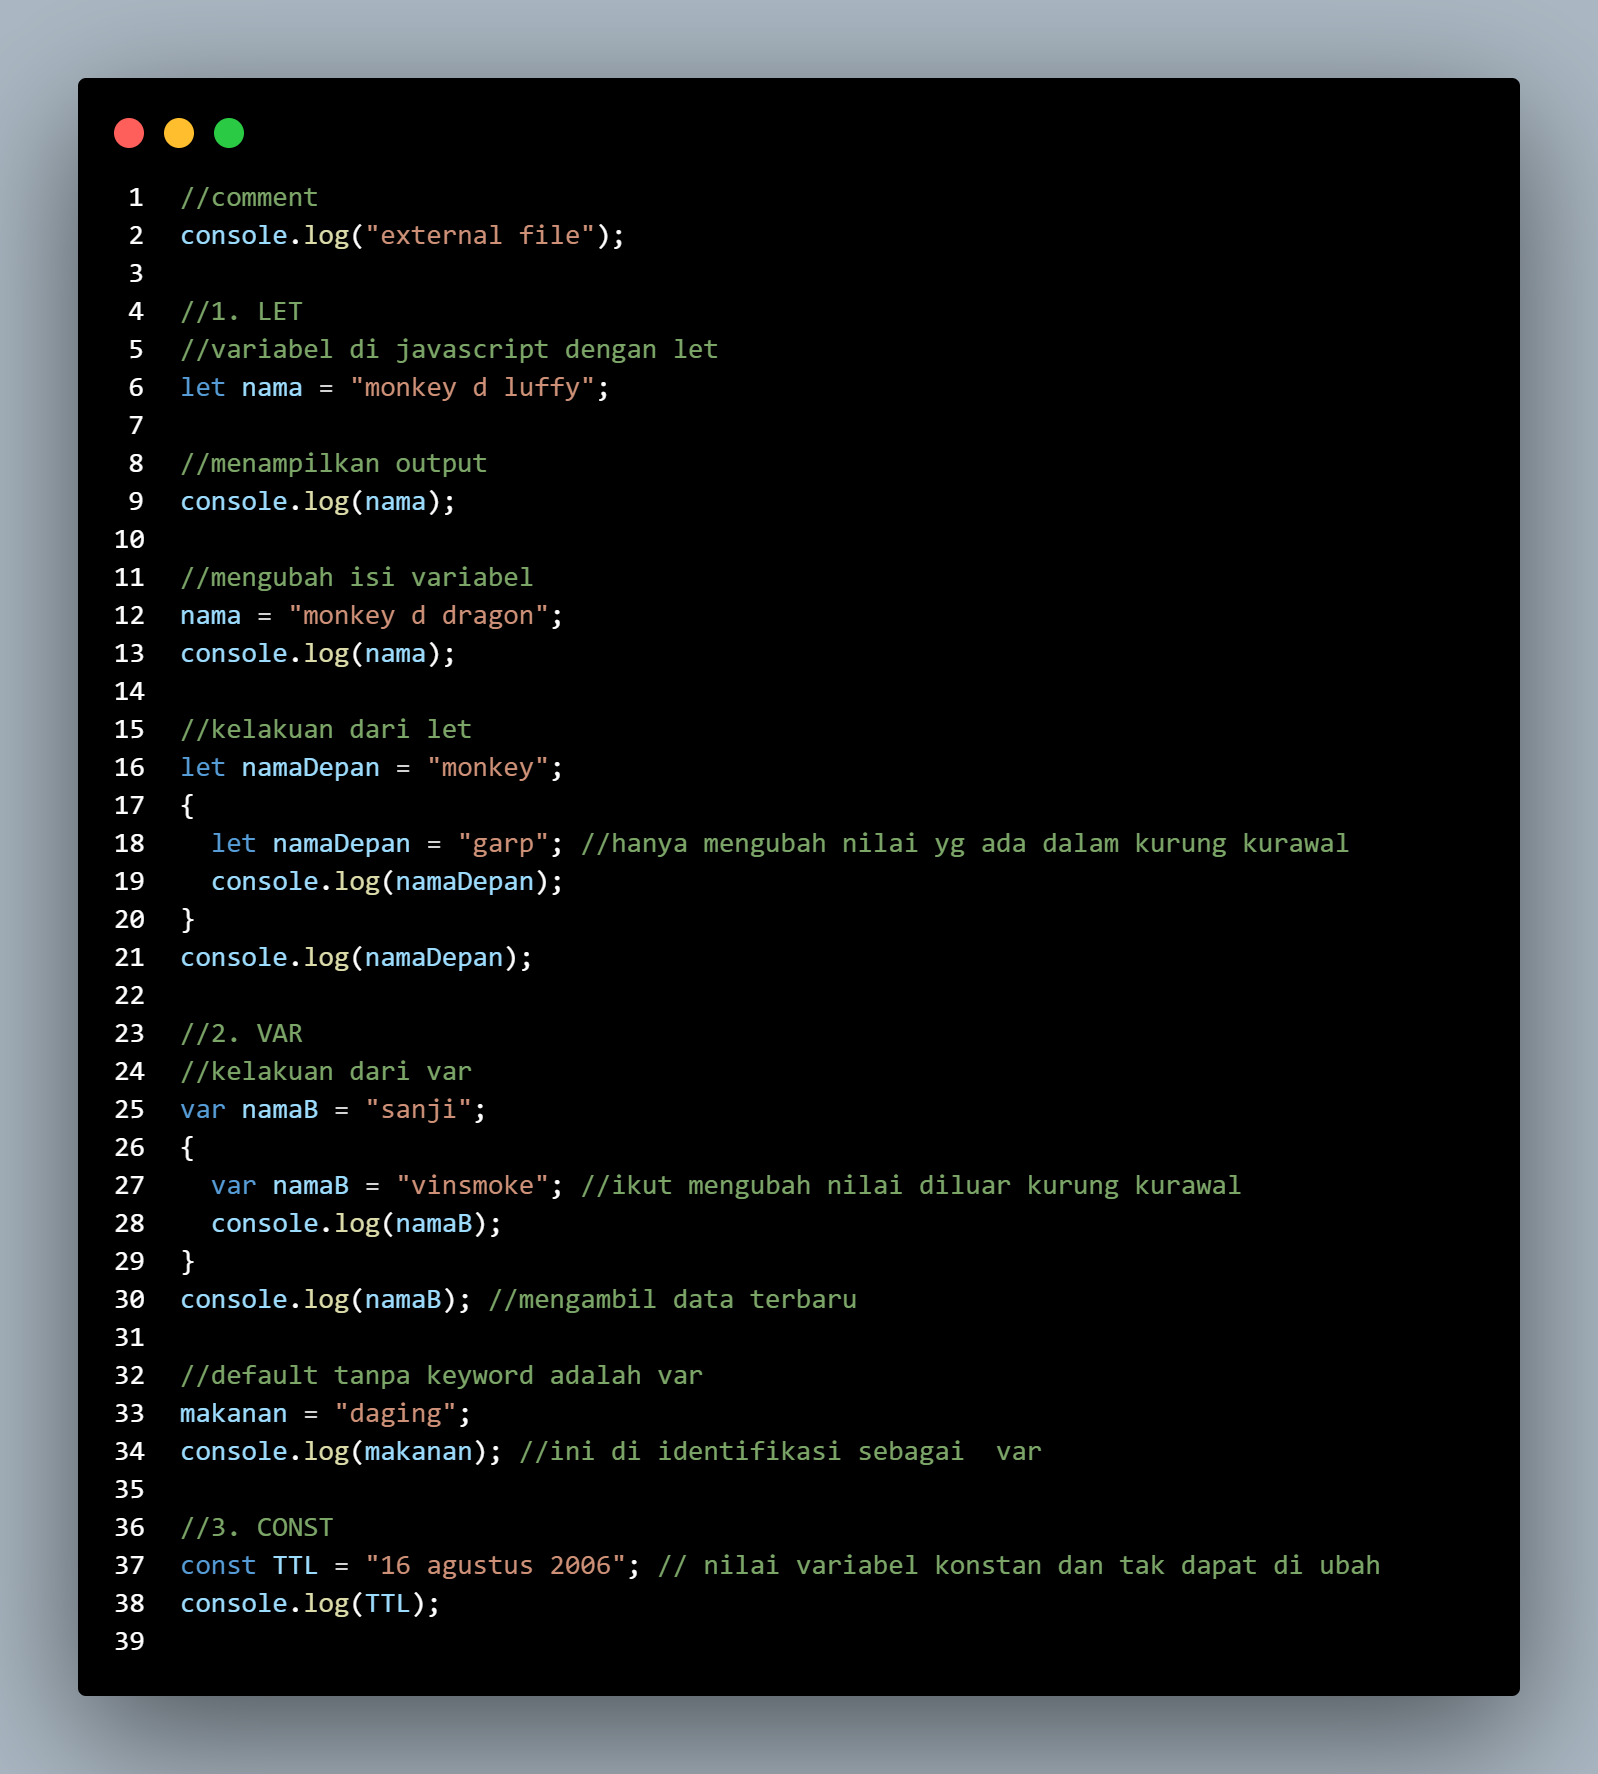 1 //comment
2 console.log("external file");
3
4 //1. LET
5 //variabel di javascript dengan let
6 let nama = "monkey d luffy";
7
8 //menampilkan output
9 console.log(nama);
10
11 //mengubah isi variabel
12 nama = "monkey d dragon";
13 console.log(nama);
14
15 //kelakuan dari let
16 let namaDepan = "monkey";
17 {
18   let namaDepan = "garp"; //hanya mengubah nilai yg ada dalam kurung kurawal
19   console.log(namaDepan);
20 }
21 console.log(namaDepan);
22
23 //2. VAR
24 //kelakuan dari var
25 var namaB = "sanji";
26 {
27   var namaB = "vinsmoke"; //ikut mengubah nilai diluar kurung kurawal
28   console.log(namaB);
29 }
30 console.log(namaB); //mengambil data terbaru
31
32 //default tanpa keyword adalah var
33 makanan = "daging";
34 console.log(makanan); //ini di identifikasi sebagai  var
35
36 //3. CONST
37 const TTL = "16 agustus 2006"; // nilai variabel konstan dan tak dapat di ubah
38 console.log(TTL);
39